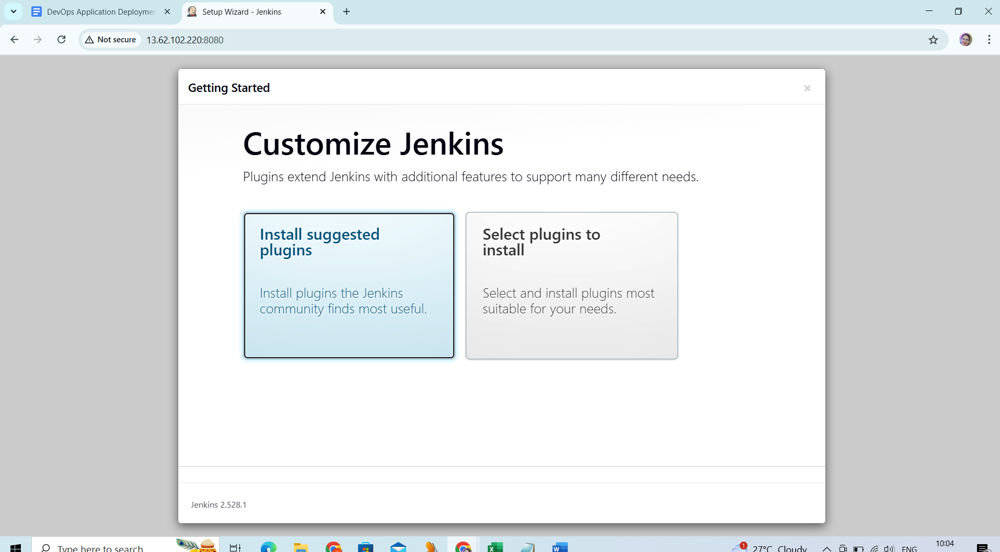 DevOps Application Deploymen
Setup Wizard - Jenkins
Not secure
13.62.102.220:8080
Getting Started
Customize Jenkins
Plugins extend Jenkins with additional features to support many different needs.
Install suggested
plugins
Install plugins the Jenkins
community finds most useful.
Select plugins to
install
Select and install plugins most
suitable for your needs.
Jenkins 2.528.1
Type here to search
1
27°C Cloudy
ENG
10:04